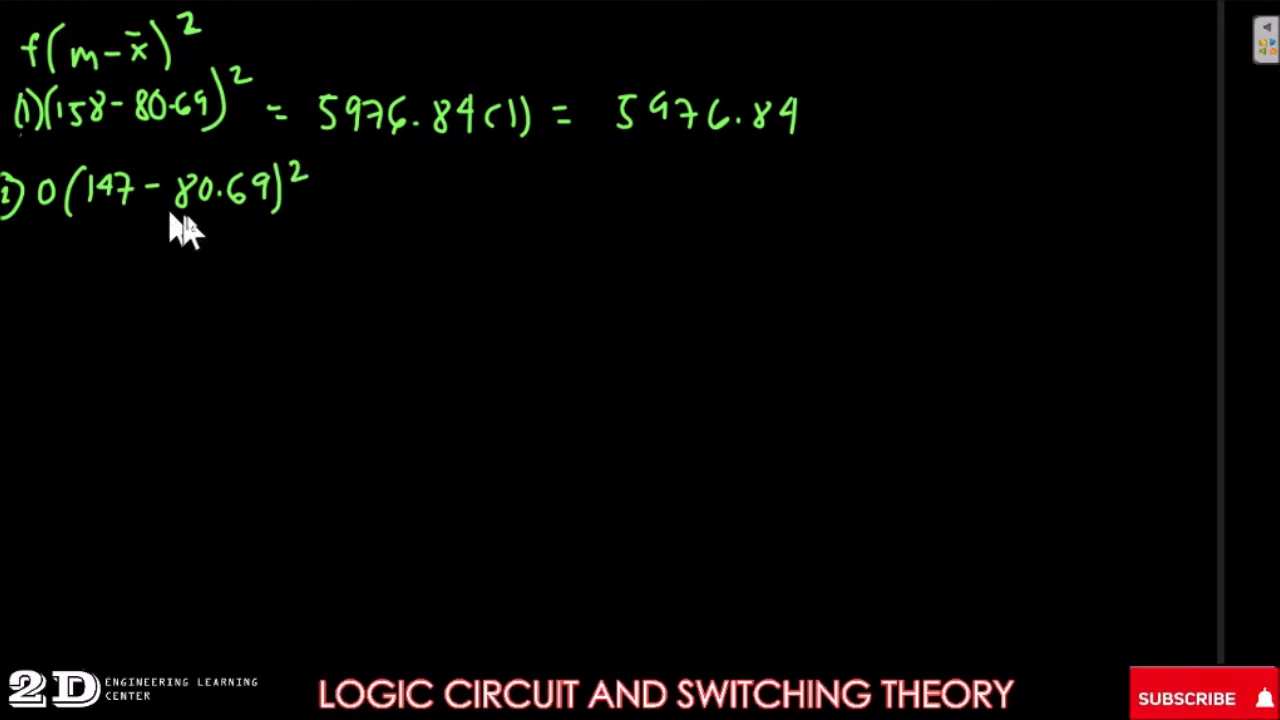 f(m-x̄)²
(1)(158-80.69)² = 5976.84(1) = 5976.84
2) 0(147-80.69)²
2D ENGINEERING LEARNING CENTER
LOGIC CIRCUIT AND SWITCHING THEORY
SUBSCRIBE